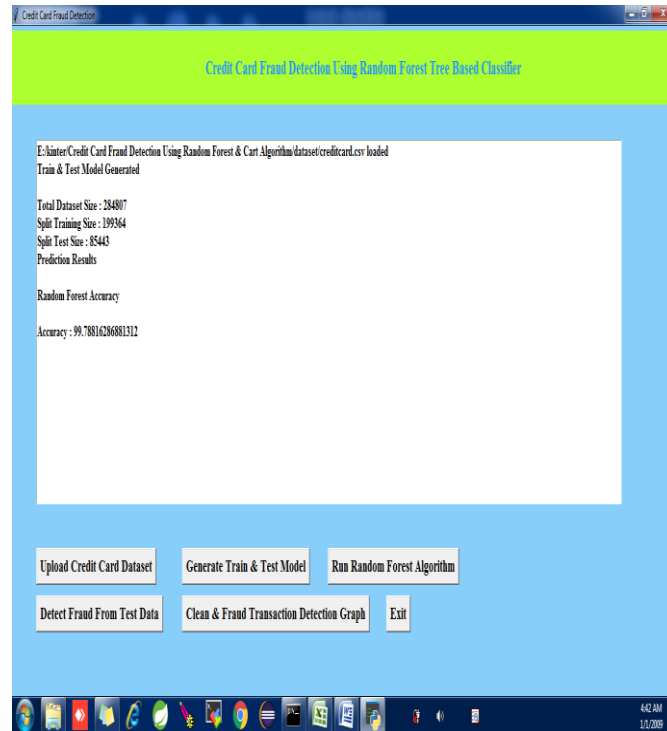 Credit Card Fraud Detection
Credit Card Fraud Detection Using Random Forest Tree Based Classifier
E:/kinter/Credit Card Fraud Detection Using Random Forest & Cart Algorithm/dataset/creditcard.csv loaded
Train & Test Model Generated
Total Dataset Size : 284807
Split Training Size : 199364
Split Test Size : 85443
Prediction Results
Random Forest Accuracy
Accuracy : 99.78816286881312
Upload Credit Card Dataset
Generate Train & Test Model
Run Random Forest Algorithm
Detect Fraud From Test Data
Clean & Fraud Transaction Detection Graph
Exit
4:42 AM
1/1/2009